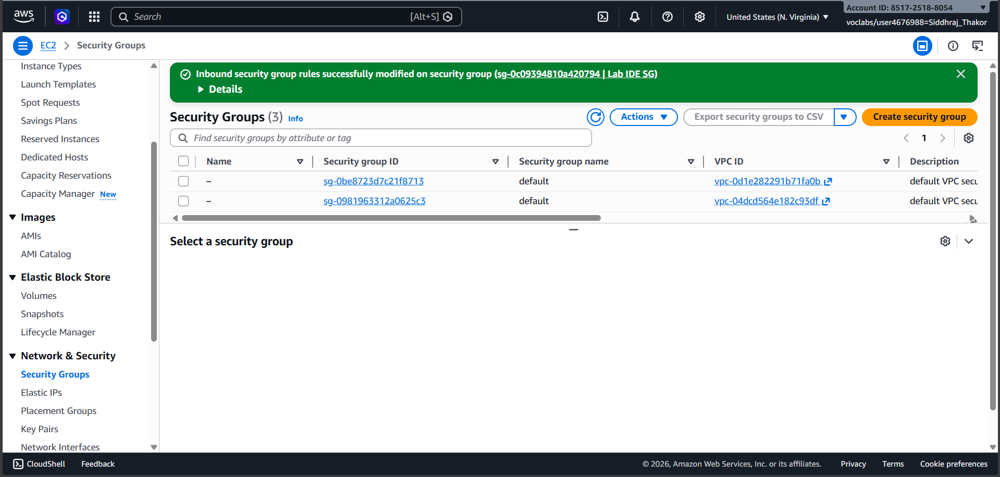 aws
Search
[Alt+S]
United States (N. Virginia)
Account ID: 8517-2518-8054
voclabs/user4676988=Siddhraj_Thakor
EC2
Security Groups
Instance Types
Launch Templates
Spot Requests
Savings Plans
Reserved Instances
Dedicated Hosts
Capacity Reservations
Capacity Manager New
Images
AMIs
AMI Catalog
Elastic Block Store
Volumes
Snapshots
Lifecycle Manager
Network & Security
Security Groups
Elastic IPs
Placement Groups
Key Pairs
Network Interfaces
Inbound security group rules successfully modified on security group (sg-0c09394810a420794 | Lab IDE SG)
Details
Security Groups (3) Info
Actions
Export security groups to CSV
Create security group
Find security groups by attribute or tag
1
Name Security group ID Security group name VPC ID Description
– sg-0be8723d7c21f8713 default vpc-0d1e282291b71fa0b default VPC secu
– sg-0981963312a0625c3 default vpc-04dcd564e182c93df default VPC secu
Select a security group
CloudShell
Feedback
© 2026, Amazon Web Services, Inc. or its affiliates.
Privacy
Terms
Cookie preferences